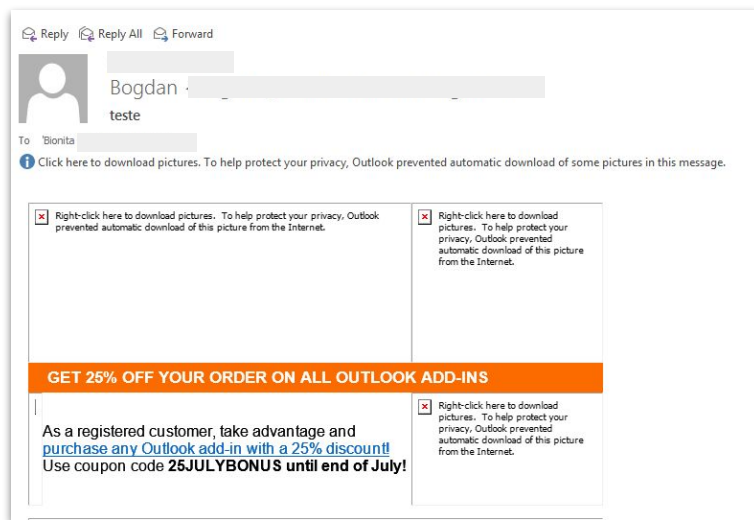 Reply Reply All Forward
Bogdan
teste
To 'Bionita
Click here to download pictures. To help protect your privacy, Outlook prevented automatic download of some pictures in this message.
Right-click here to download pictures. To help protect your privacy, Outlook
prevented automatic download of this picture from the Internet.
Right-click here to download
pictures. To help protect your
privacy, Outlook prevented
automatic download of this picture
from the Internet.
GET 25% OFF YOUR ORDER ON ALL OUTLOOK ADD-INS
As a registered customer, take advantage and
purchase any Outlook add-in with a 25% discount!
Use coupon code 25JULYBONUS until end of July!
Right-click here to download
pictures. To help protect your
privacy, Outlook prevented
automatic download of this picture
from the Internet.